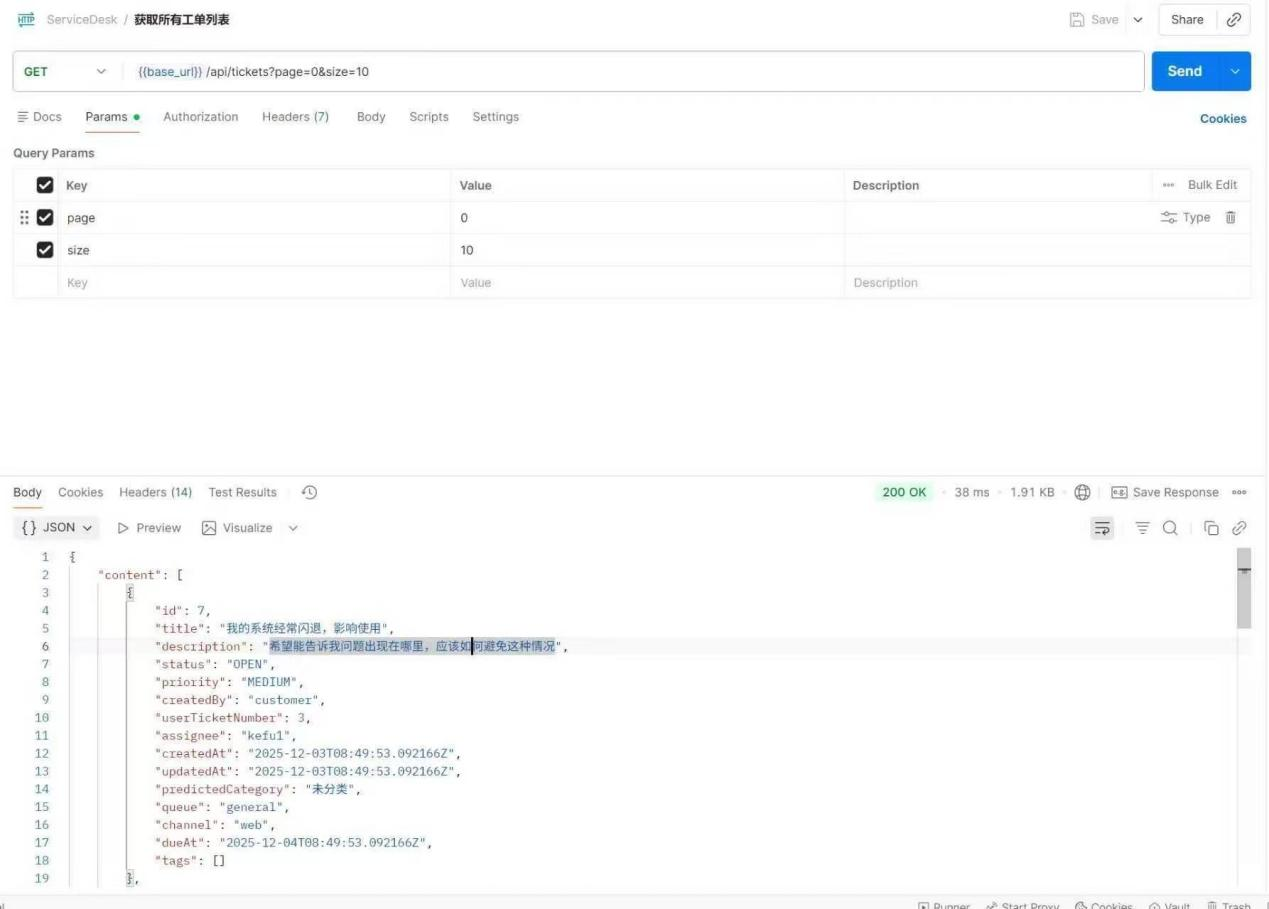 HTTP ServiceDesk / 获取所有工单列表 Save Share
GET {{base_url}} /api/tickets?page=0&size=10 Send
Docs Params Authorization Headers (7) Body Scripts Settings Cookies
Query Params
Key Value Description Bulk Edit
page 0 Type
size 10
Key Value Description
Body Cookies Headers (14) Test Results 200 OK 38 ms 1.91 KB e.g. Save Response
{} JSON Preview Visualize
1 {
2 "content": [
3 {
4 "id": 7,
5 "title": "我的系统经常闪退，影响使用",
6 "description": "希望能告诉我问题出现在哪里，应该如何避免这种情况",
7 "status": "OPEN",
8 "priority": "MEDIUM",
9 "createdBy": "customer",
10 "userTicketNumber": 3,
11 "assignee": "kefu1",
12 "createdAt": "2025-12-03T08:49:53.092166Z",
13 "updatedAt": "2025-12-03T08:49:53.092166Z",
14 "predictedCategory": "未分类",
15 "queue": "general",
16 "channel": "web",
17 "dueAt": "2025-12-04T08:49:53.092166Z",
18 "tags": []
19 },
Runner Start Proxy Cookies Vault Trash